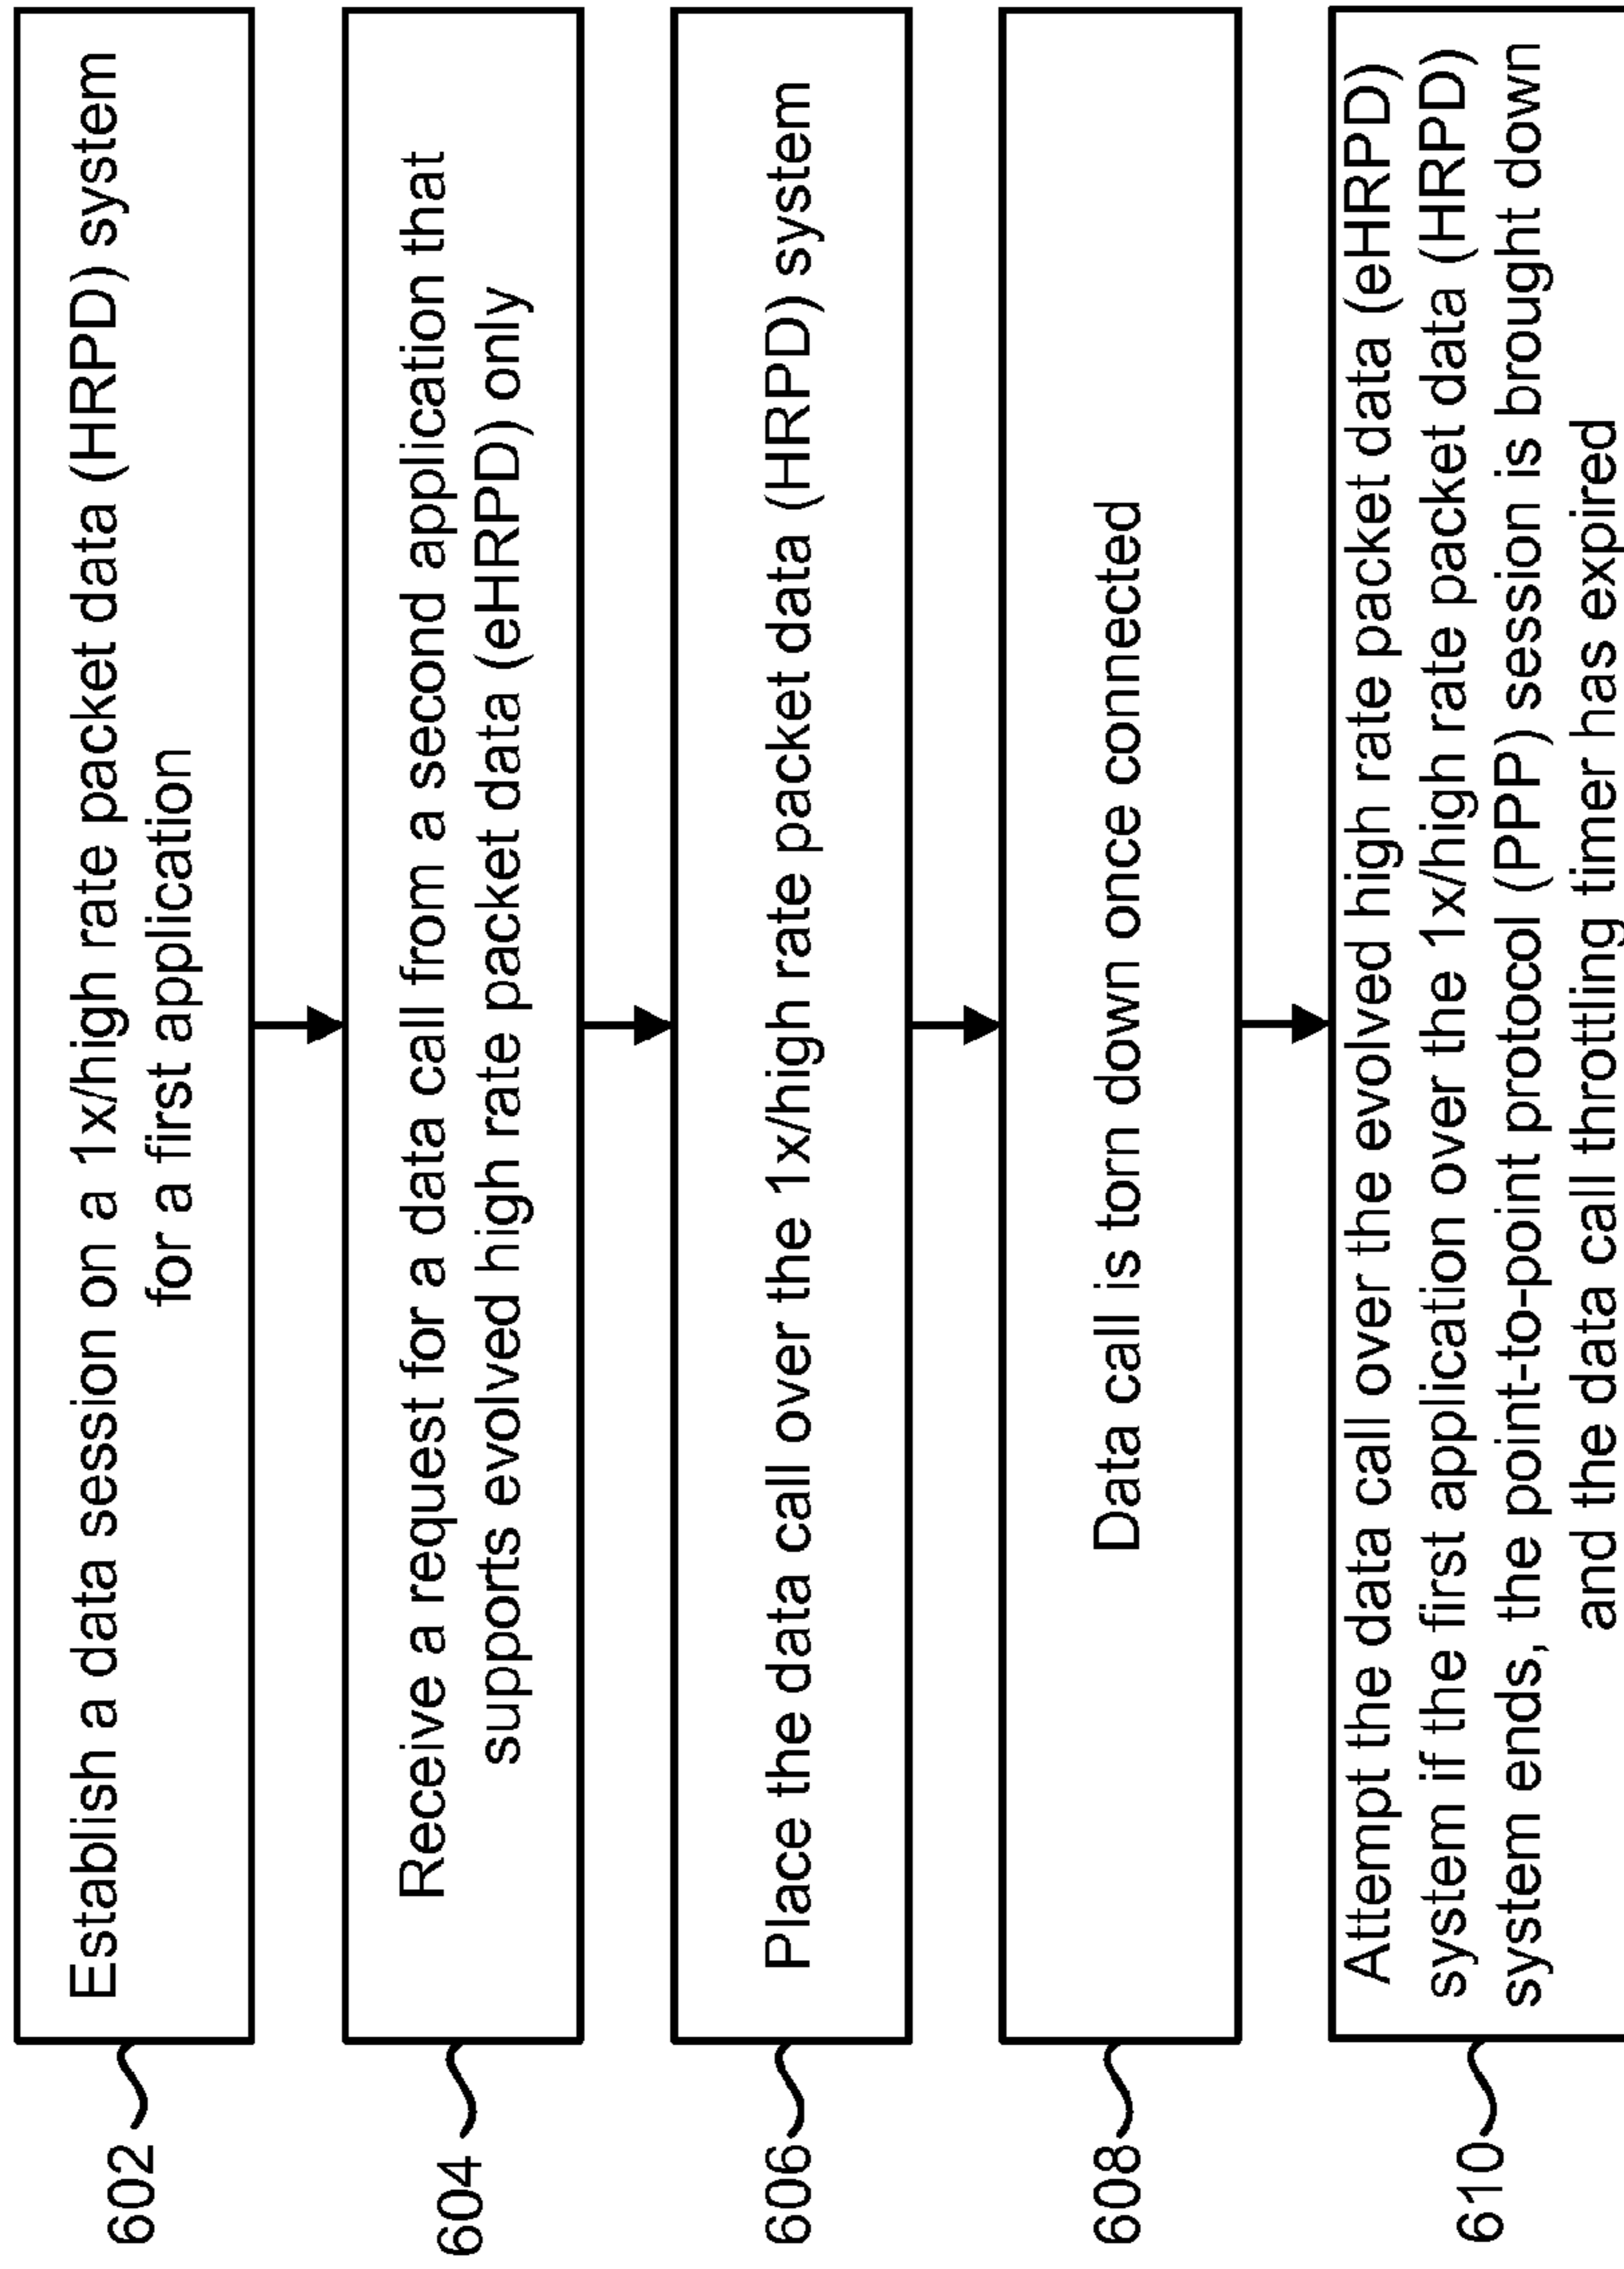 602
Establish a data session on a 1x/high rate packet data (HRPD) system
for a first application
604
Receive a request for a data call from a second application that
supports evolved high rate packet data (eHRPD) only
606
Place the data call over the 1x/high rate packet data (HRPD) system
608
Data call is torn down once connected
610
Attempt the data call over the evolved high rate packet data (eHRPD)
system if the first application over the 1x/high rate packet data (HRPD)
system ends, the point-to-point protocol (PPP) session is brought down
and the data call throttling timer has expired